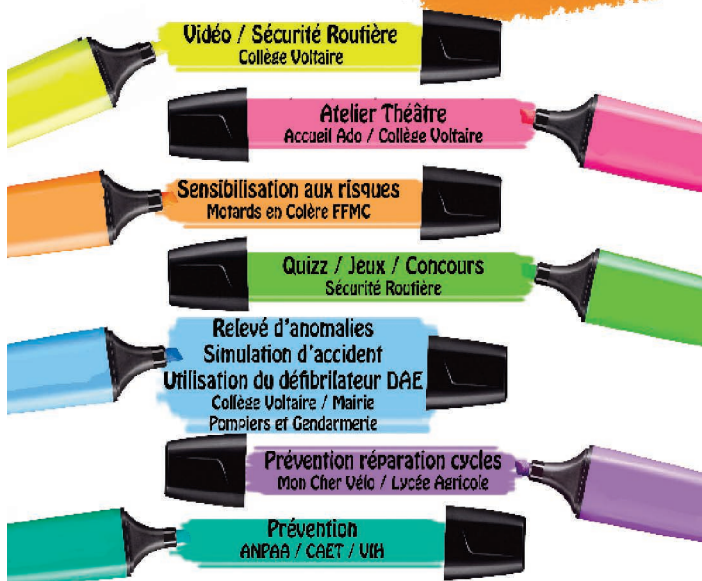 Vidéo / Sécurité Routière
Collège Voltaire
Atelier Théâtre
Accueil Ado / Collège Voltaire
Sensibilisation aux risques
Motards en Colère FFMC
Quizz / Jeux / Concours
Sécurité Routière
Relevé d'anomalies
Simulation d'accident
Utilisation du défibrilateur DAE
Collège Voltaire / Mairie
Pompiers et Gendarmerie
Prévention réparation cycles
Mon Cher Vélo / Lycée Agricole
Prévention
ANPAA / CAET / VIH